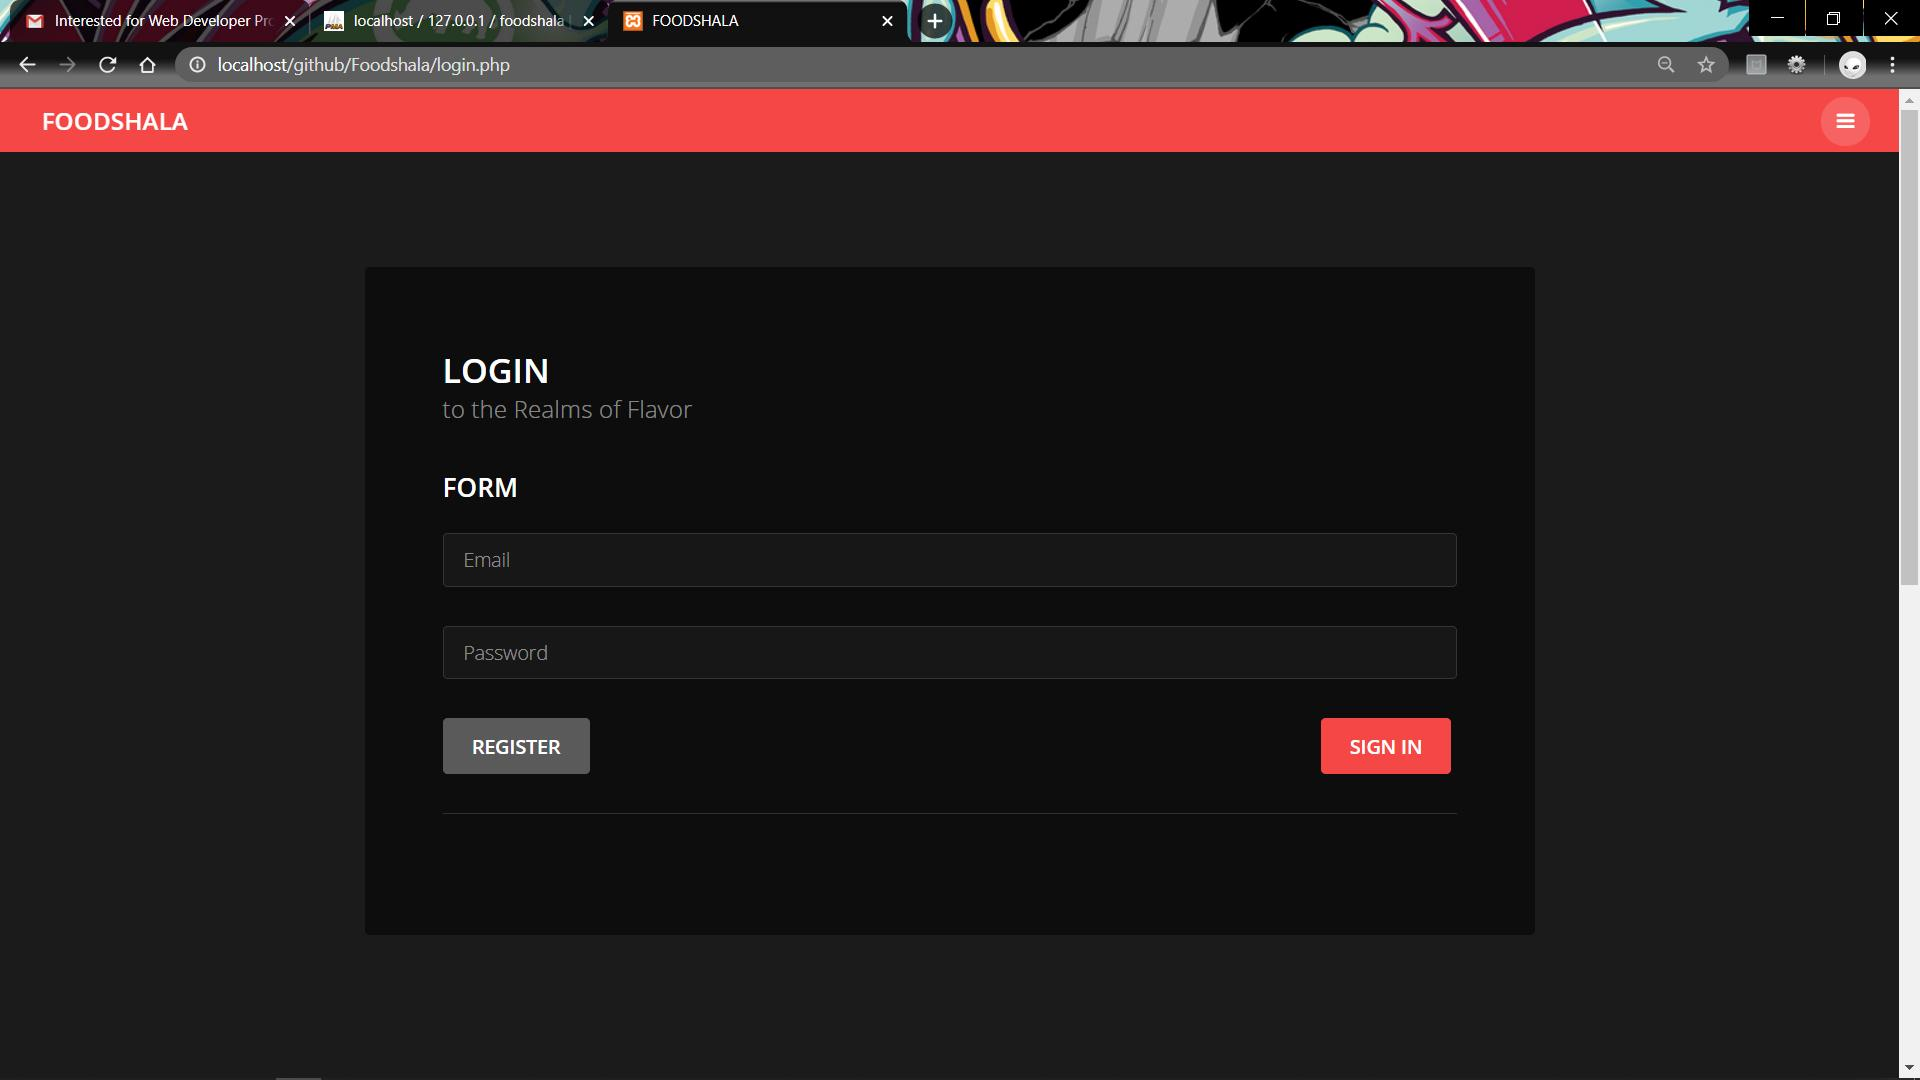 Interested for Web Developer Pro
localhost / 127.0.0.1 / foodshala
FOODSHALA
localhost/github/Foodshala/login.php
FOODSHALA
LOGIN
to the Realms of Flavor
FORM
Email
Password
REGISTER
SIGN IN